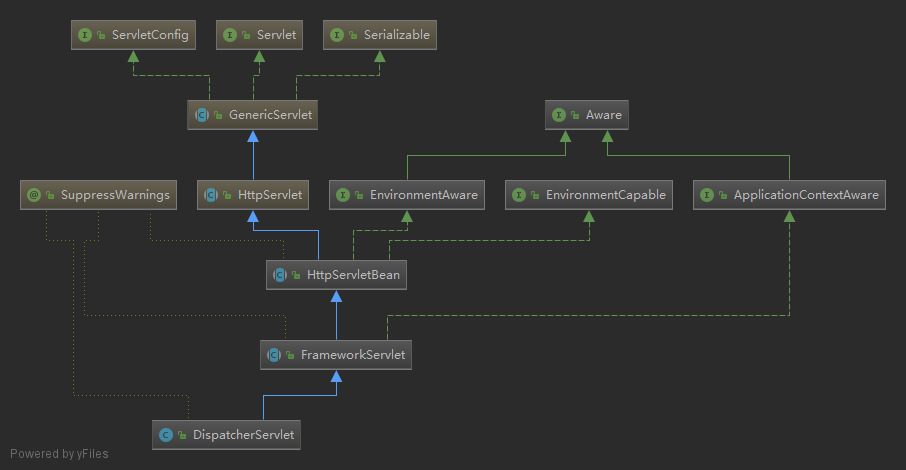 ServletConfig
Servlet
Serializable
GenericServlet
Aware
SuppressWarnings
HttpServlet
EnvironmentAware
EnvironmentCapable
ApplicationContextAware
HttpServletBean
FrameworkServlet
DispatcherServlet
Powered by yFiles